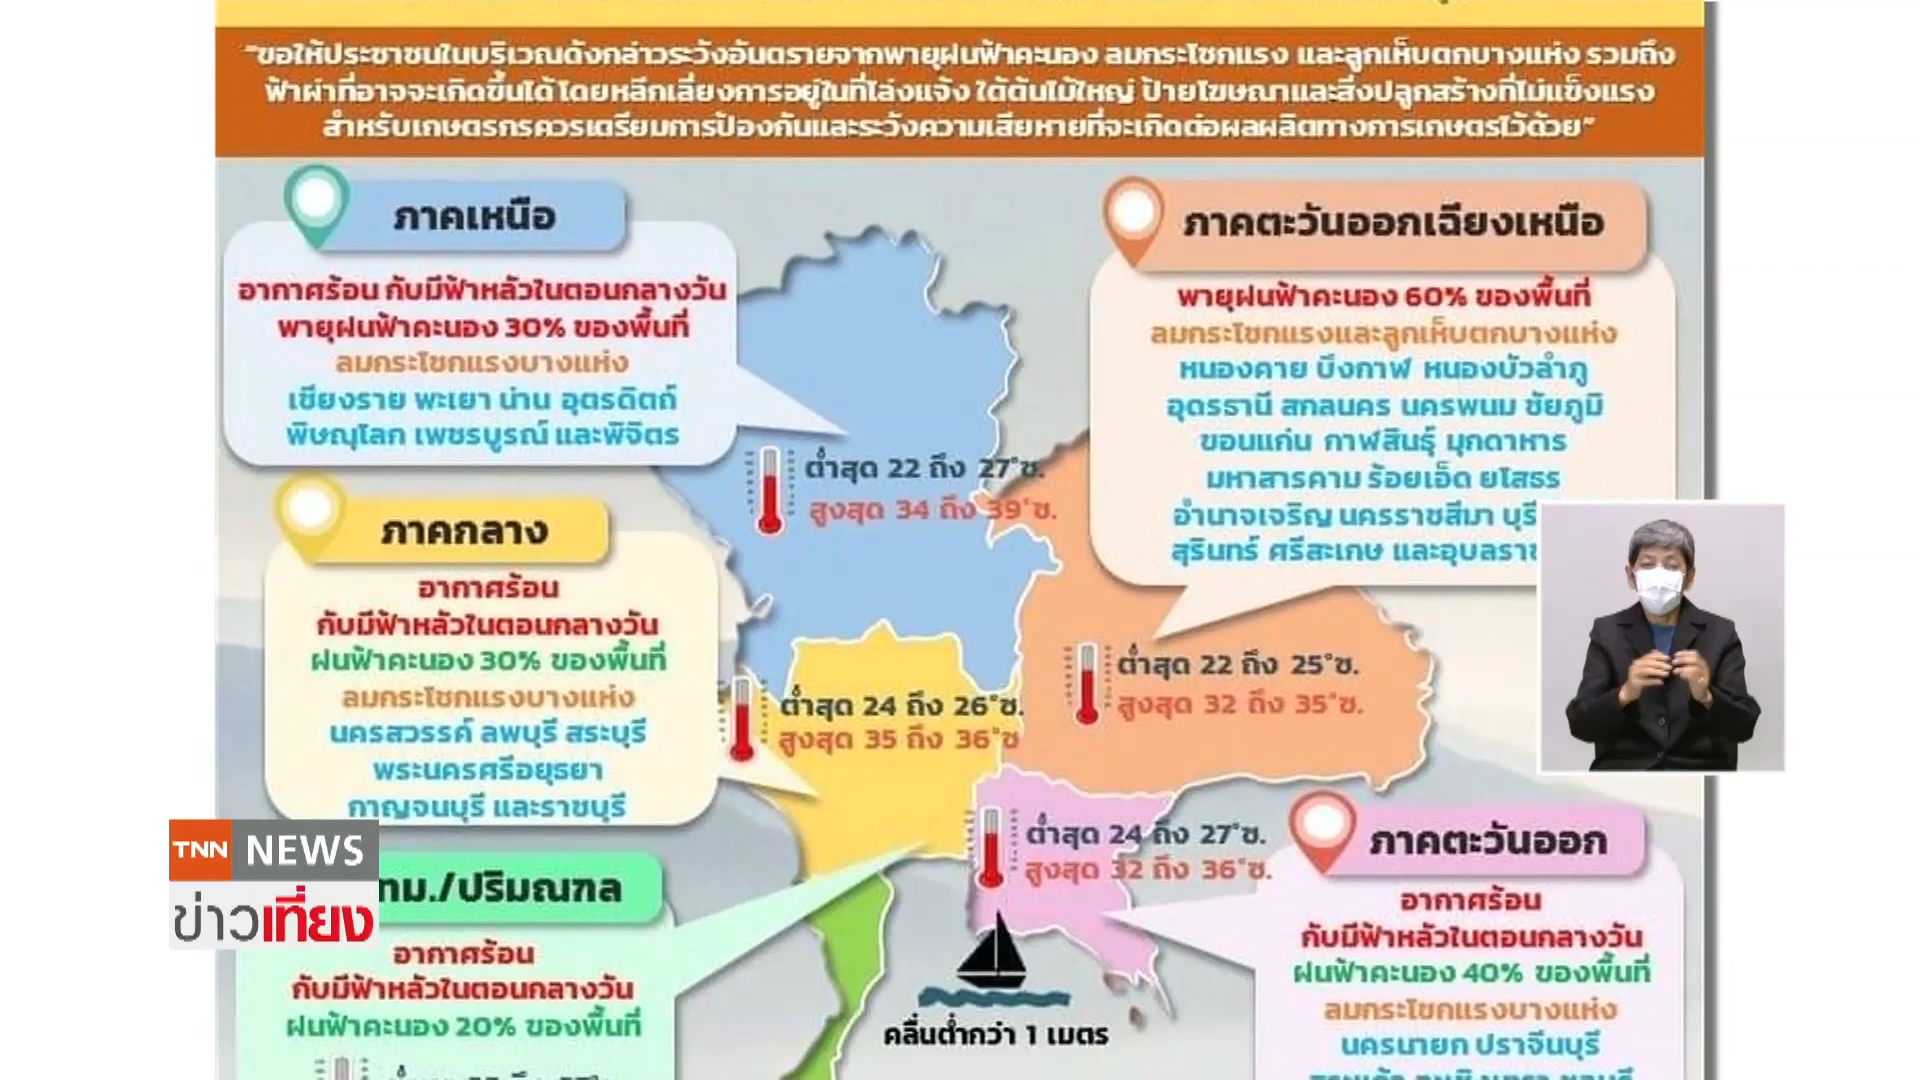 "ขอให้ประชาชนในบริเวณดังกล่าวระวังอันตรายจากพายุฝนฟ้าคะนอง ลมกระโชกแรง และลูกเห็บตกบางแห่ง รวมถึง
ฟ้าผ่าที่อาจจะเกิดขึ้นได้ โดยหลีกเลี่ยงการอยู่ในที่โล่งแจ้ง ใต้ต้นไม้ใหญ่ ป้ายโฆษณาและสิ่งปลูกสร้างที่ไม่แข็งแรง
สำหรับเกษตรกรควรเตรียมการป้องกันและระวังความเสียหายที่จะเกิดต่อผลผลิตทางการเกษตรไว้ด้วย"
ภาคเหนือ
อากาศร้อน กับมีฟ้าหลัวในตอนกลางวัน
พายุฝนฟ้าคะนอง 30% ของพื้นที่
ลมกระโชกแรงบางแห่ง
เชียงราย พะเยา น่าน อุตรดิตถ์
พิษณุโลก เพชรบูรณ์ และพิจิตร
ต่ำสุด 22 ถึง 27°ซ.
สูงสุด 34 ถึง 39°ซ.
ภาคตะวันออกเฉียงเหนือ
พายุฝนฟ้าคะนอง 60% ของพื้นที่
ลมกระโชกแรงและลูกเห็บตกบางแห่ง
หนองคาย บึงกาฬ หนองบัวลำภู
อุดรธานี สกลนคร นครพนม ชัยภูมิ
ขอนแก่น กาฬสินธุ์ มุกดาหาร
มหาสารคาม ร้อยเอ็ด ยโสธร
อำนาจเจริญ นครราชสีมา บุรี
สุรินทร์ ศรีสะเกษ และอุบลราช
ต่ำสุด 22 ถึง 25°ซ.
สูงสุด 32 ถึง 35°ซ.
ภาคกลาง
อากาศร้อน
กับมีฟ้าหลัวในตอนกลางวัน
ฝนฟ้าคะนอง 30% ของพื้นที่
ลมกระโชกแรงบางแห่ง
นครสวรรค์ ลพบุรี สระบุรี
พระนครศรีอยุธยา
กาญจนบุรี และราชบุรี
ต่ำสุด 24 ถึง 26°ซ.
สูงสุด 35 ถึง 36°ซ
TNN NEWS
ข่าวเที่ยง
ทม./ปริมณฑล
อากาศร้อน
กับมีฟ้าหลัวในตอนกลางวัน
ฝนฟ้าคะนอง 20% ของพื้นที่
ต่ำสุด 24 ถึง 27°ซ.
สูงสุด 32 ถึง 36°ซ.
คลื่นต่ำกว่า 1 เมตร
ภาคตะวันออก
อากาศร้อน
กับมีฟ้าหลัวในตอนกลางวัน
ฝนฟ้าคะนอง 40% ของพื้นที่
ลมกระโชกแรงบางแห่ง
นครนายก ปราจีนบุรี